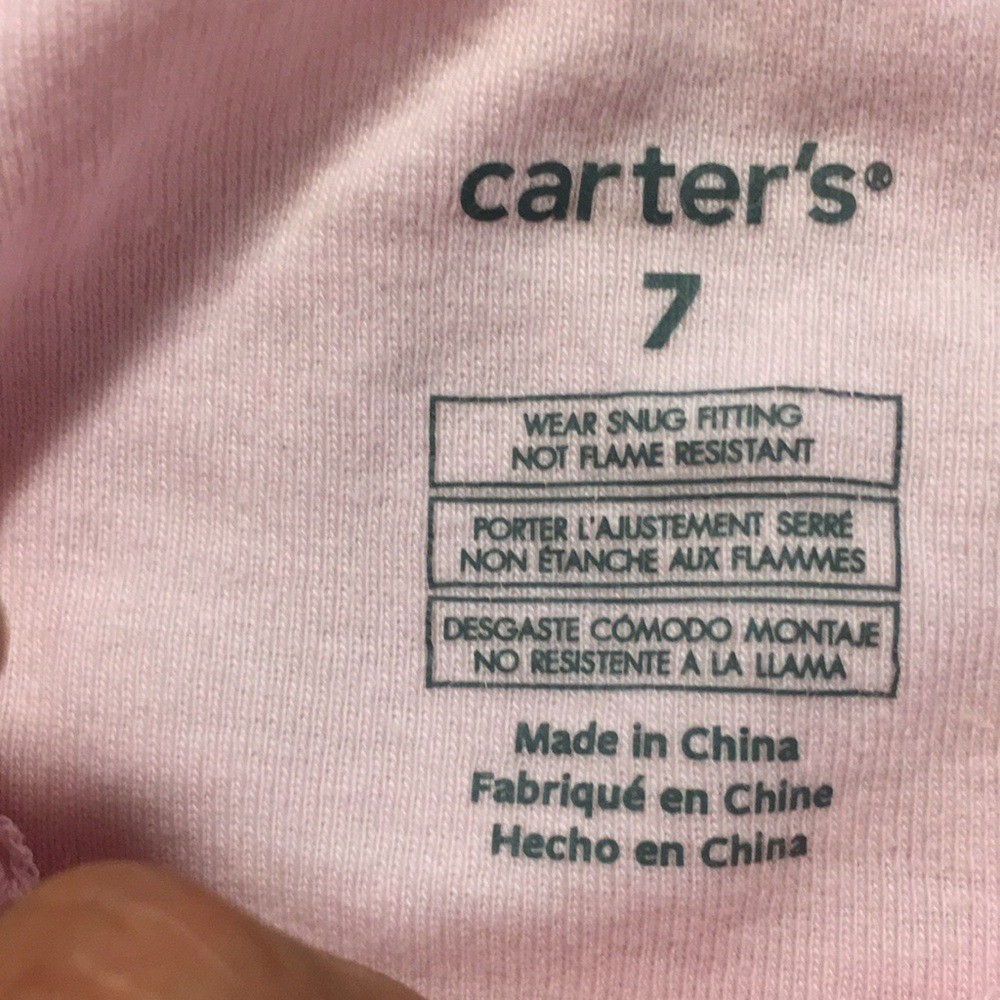 carter's®
7
WEAR SNUG FITTING
NOT FLAME RESISTANT
PORTER L'AJUSTEMENT SERRÉ
NON ÉTANCHE AUX FLAMMES
DESGASTE CÓMODO MONTAJE
NO RESISTENTE A LA LLAMA
Made in China
Fabriqué en Chine
Hecho en China